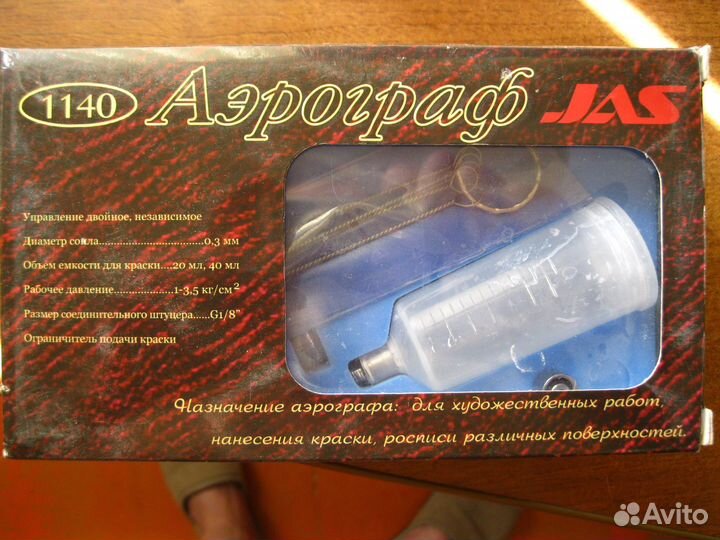 1140 Аэрограф JAS
Управление двойное, независимое
Диаметр сопла..................................0,3 мм
Объем емкости для краски....20 мл, 40 мл
Рабочее давление...................1-3,5 кг/см²
Размер соединительного штуцера......G1/8"
Ограничитель подачи краски
Назначение аэрографа: для художественных работ,
нанесения краски, росписи различных поверхностей.
Avito